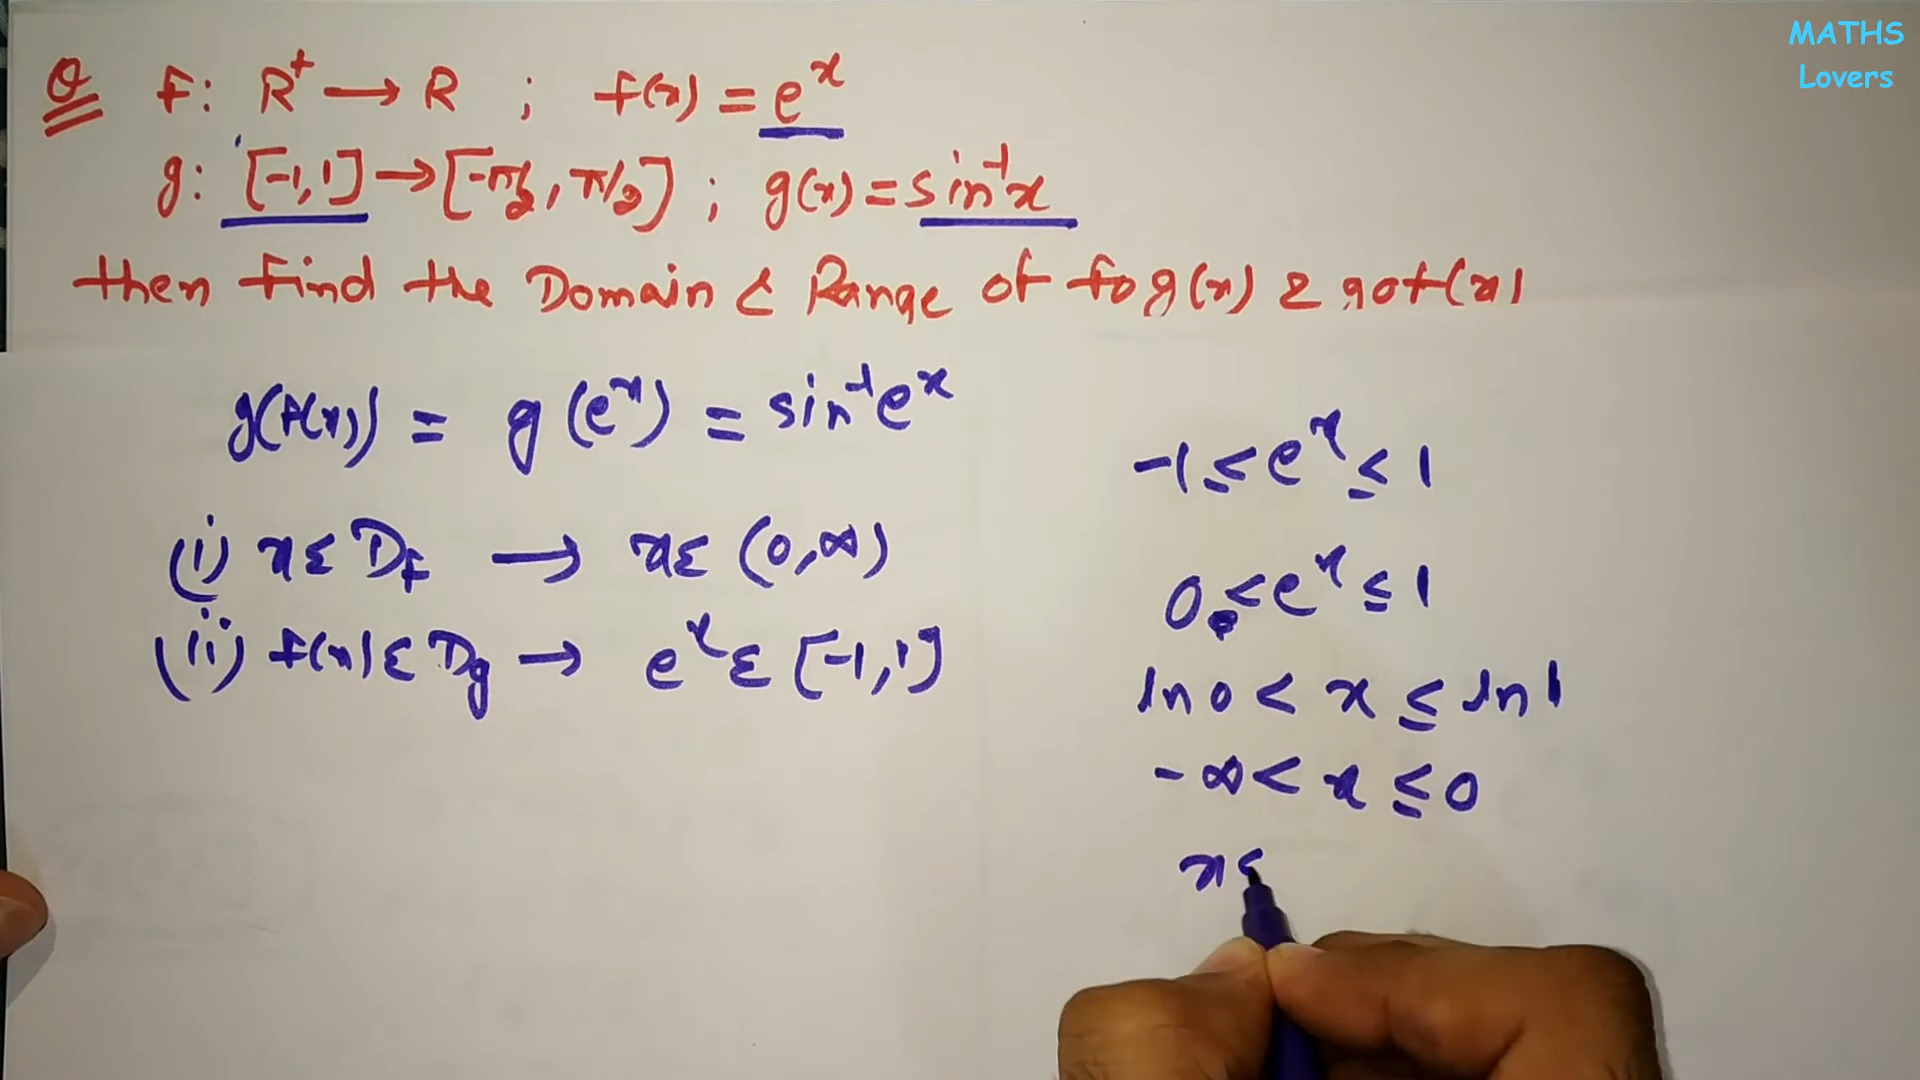 MATHS
Lovers
Q f: R⁺ → R ; f(x) = eˣ
g: [-1,1] → [-π/2, π/2] ; g(x) = sin⁻¹x
then find the Domain & Range of fog(x) & gof(x)
g(f(x)) = g(eˣ) = sin⁻¹eˣ
(i) x ε D_f → x ε (0,∞)
(ii) f(x) ε D_g → eˣ ε [-1,1]
-1 ≤ eˣ ≤ 1
0 < eˣ ≤ 1
ln 0 < x ≤ ln 1
-∞ < x ≤ 0
x ε